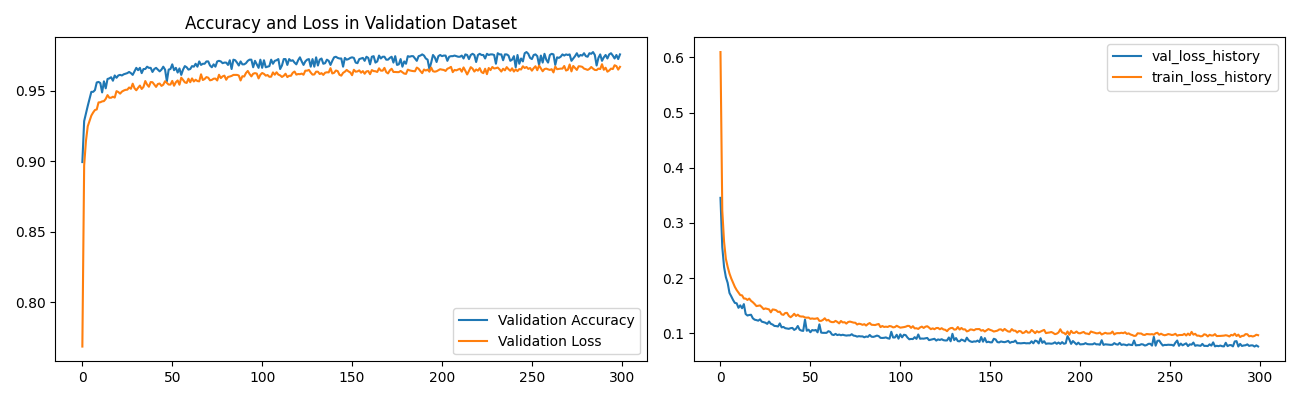 Accuracy and Loss in Validation Dataset
0.95
0.90
0.85
0.80
Validation Accuracy
Validation Loss
0 50 100 150 200 250 300
0.6
0.5
0.4
0.3
0.2
0.1
val_loss_history
train_loss_history
0 50 100 150 200 250 300